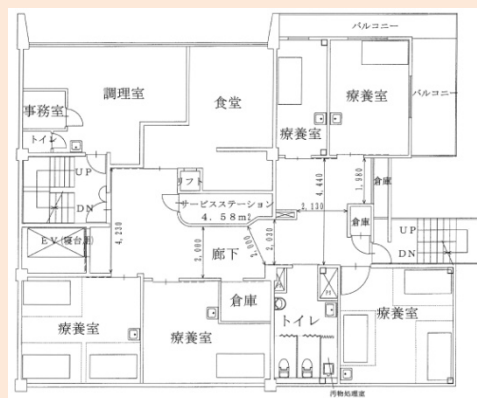 バルコニー
調理室
食堂
療養室
バルコニー
事務室
療養室
トイレ
UP
DN
リフト
倉庫
4,440
1,980
サービスステーション
4.58m²
2,130
倉庫
4,230
2,030
UP
DN
EV(寝台用)
2,000
2,000
廊下
療養室
療養室
倉庫
トイレ
療養室
汚物処理室